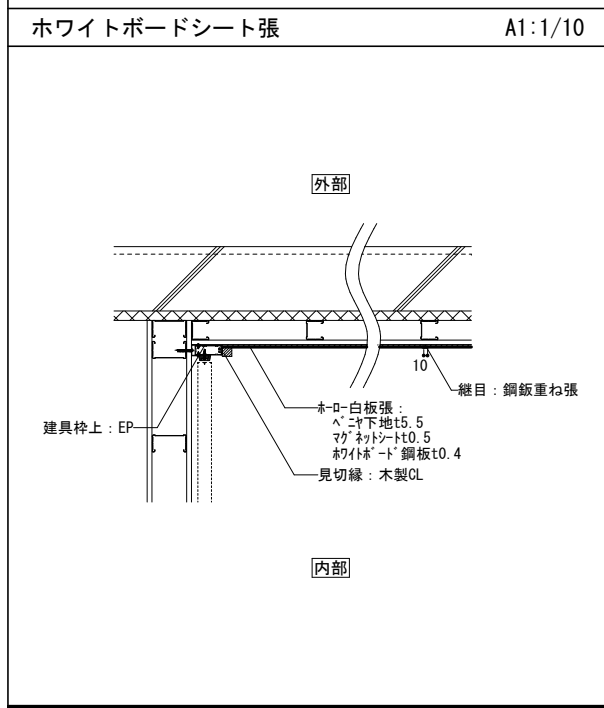 ホワイトボードシート張 A1:1/10
外部
10
継目：鋼鈑重ね張
ﾎｰﾛｰ白板張：
ﾍﾞﾆﾔ下地t5.5
ﾏｸﾞﾈｯﾄｼｰﾄt0.5
ﾎﾜｲﾄﾎﾞｰﾄﾞ鋼板t0.4
建具枠上：EP
見切縁：木製CL
内部